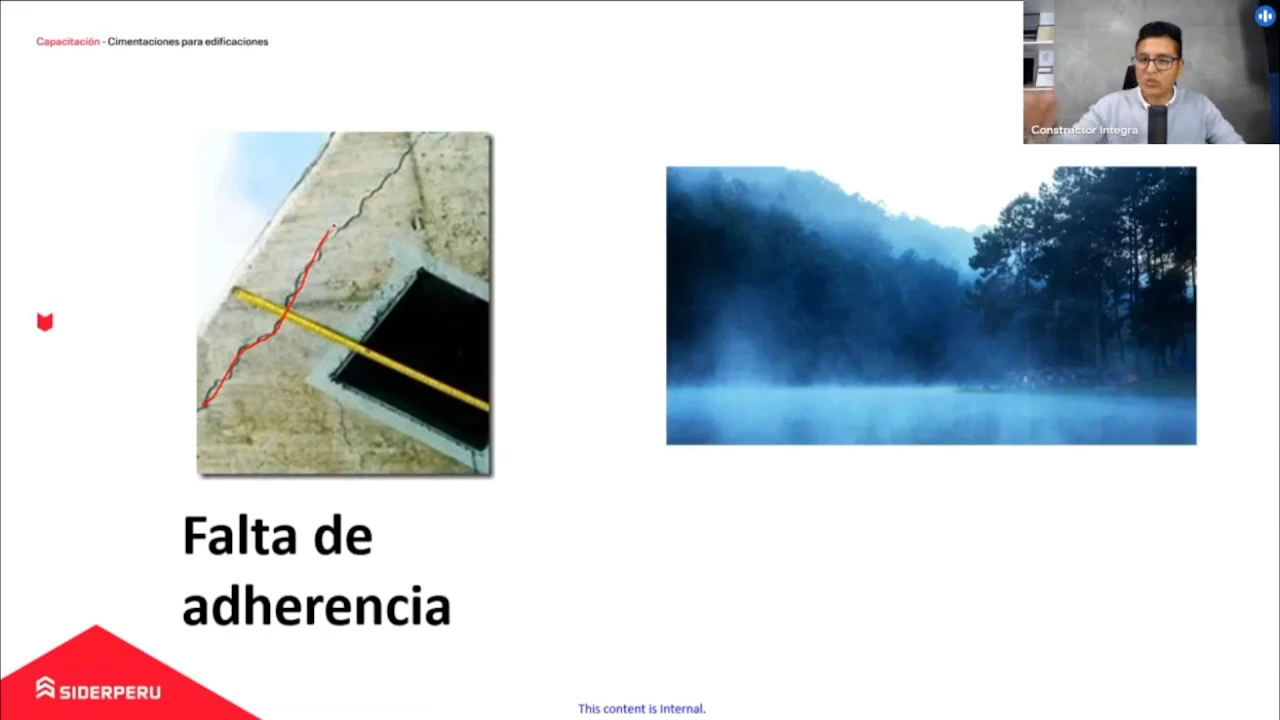 Capacitación - Cimentaciones para edificaciones
Constructor Integra
Falta de
adherencia
SIDERPERU
This content is Internal.